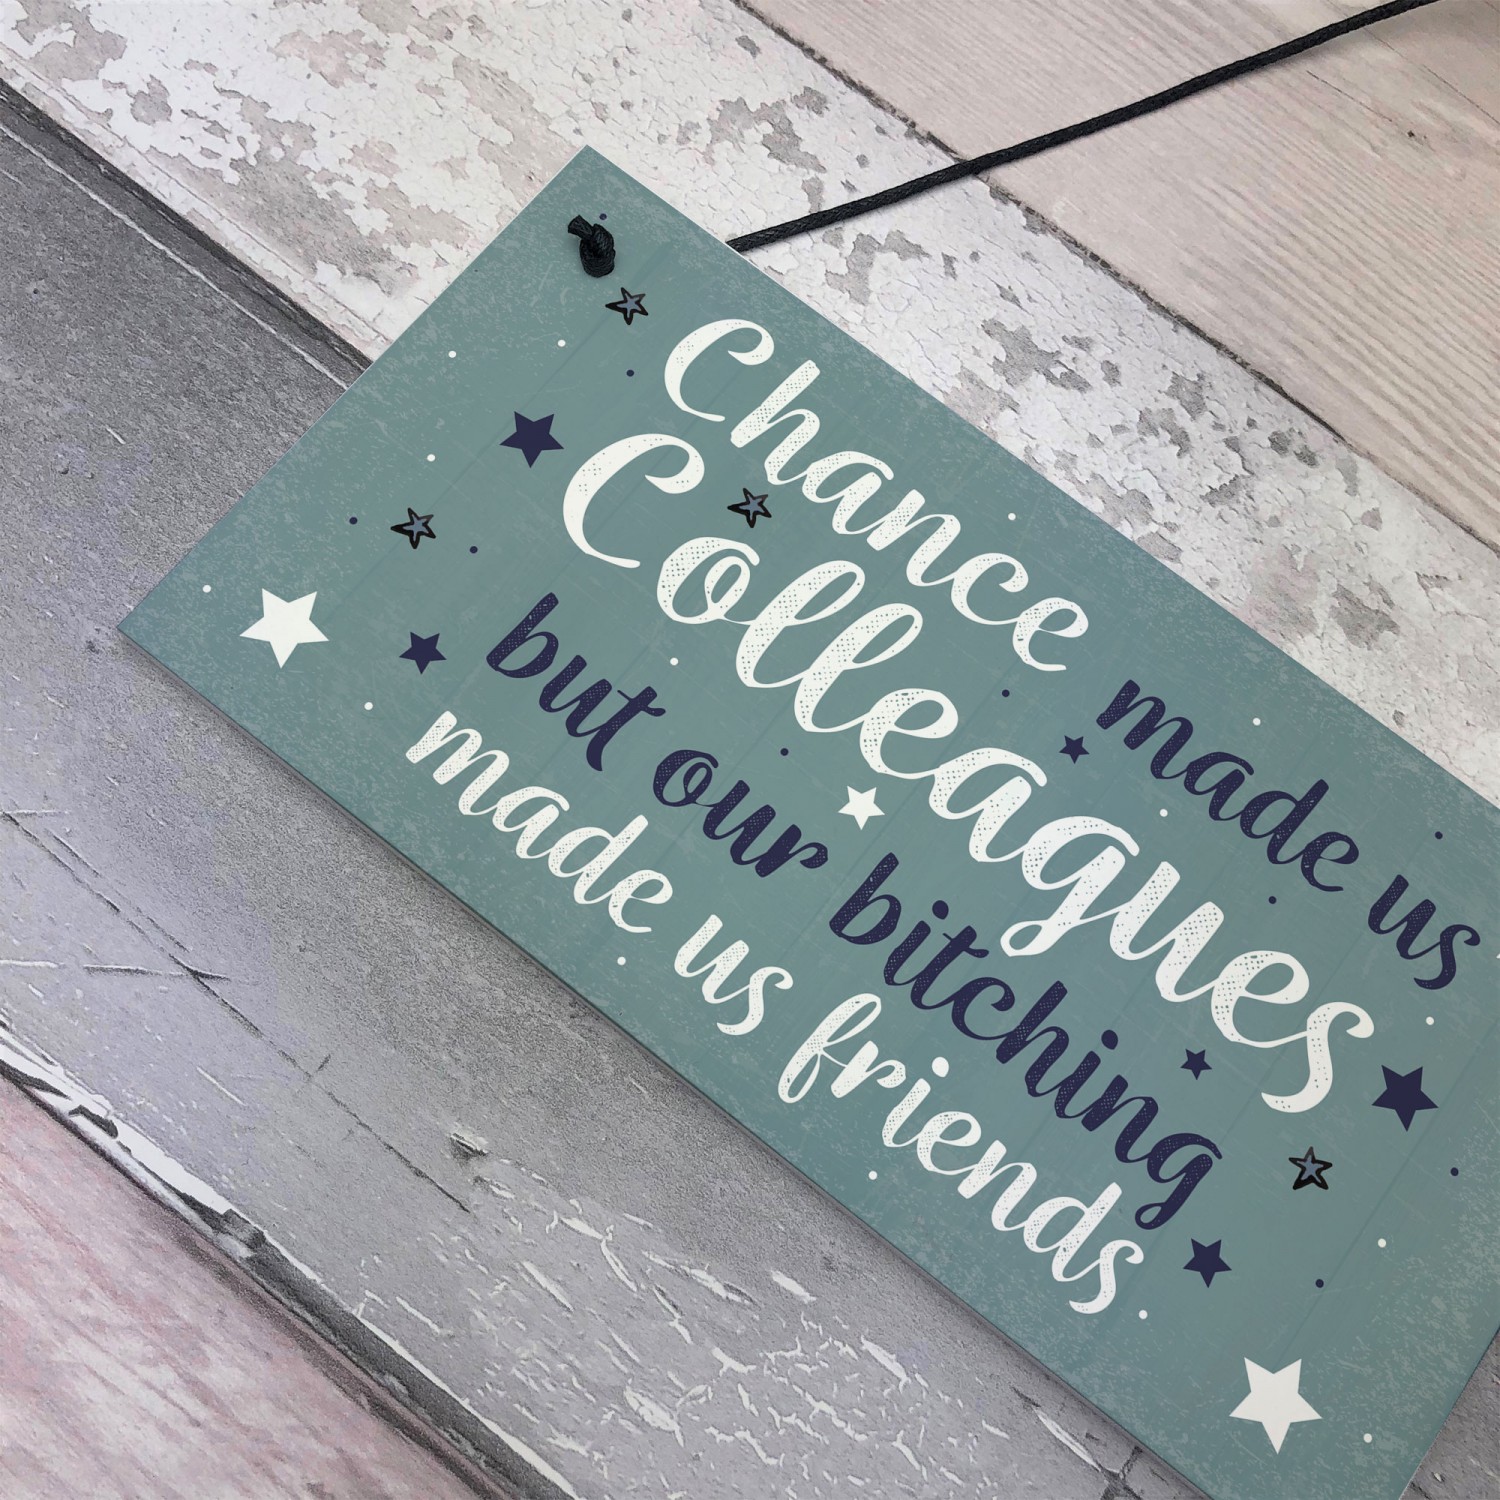 Chance made us
Colleagues
but our bitching
made us friends